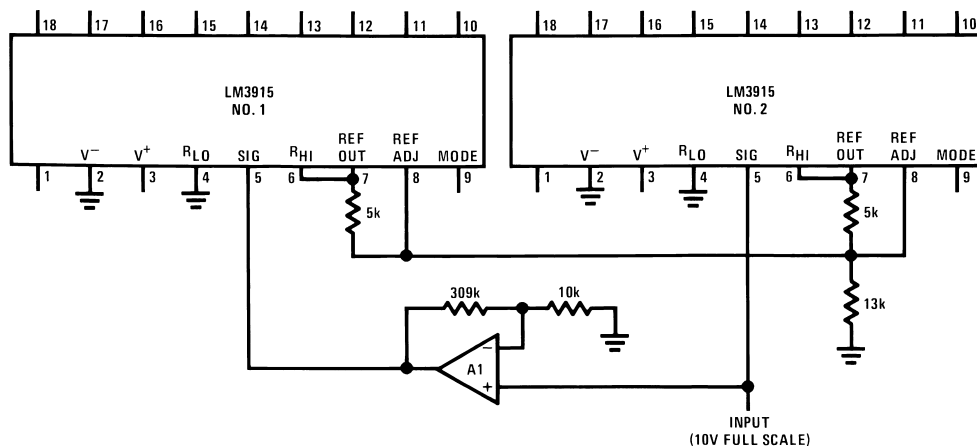 18 17 16 15 14 13 12 11 10
18 17 16 15 14 13 12 11 10
LM3915
NO. 1
LM3915
NO. 2
V− V+ RLO SIG RHI REF OUT REF ADJ MODE
V− V+ RLO SIG RHI REF OUT REF ADJ MODE
1 2 3 4 5 6 7 8 9
1 2 3 4 5 6 7 8 9
5k
5k
309k
10k
13k
−
A1
+
INPUT
(10V FULL SCALE)